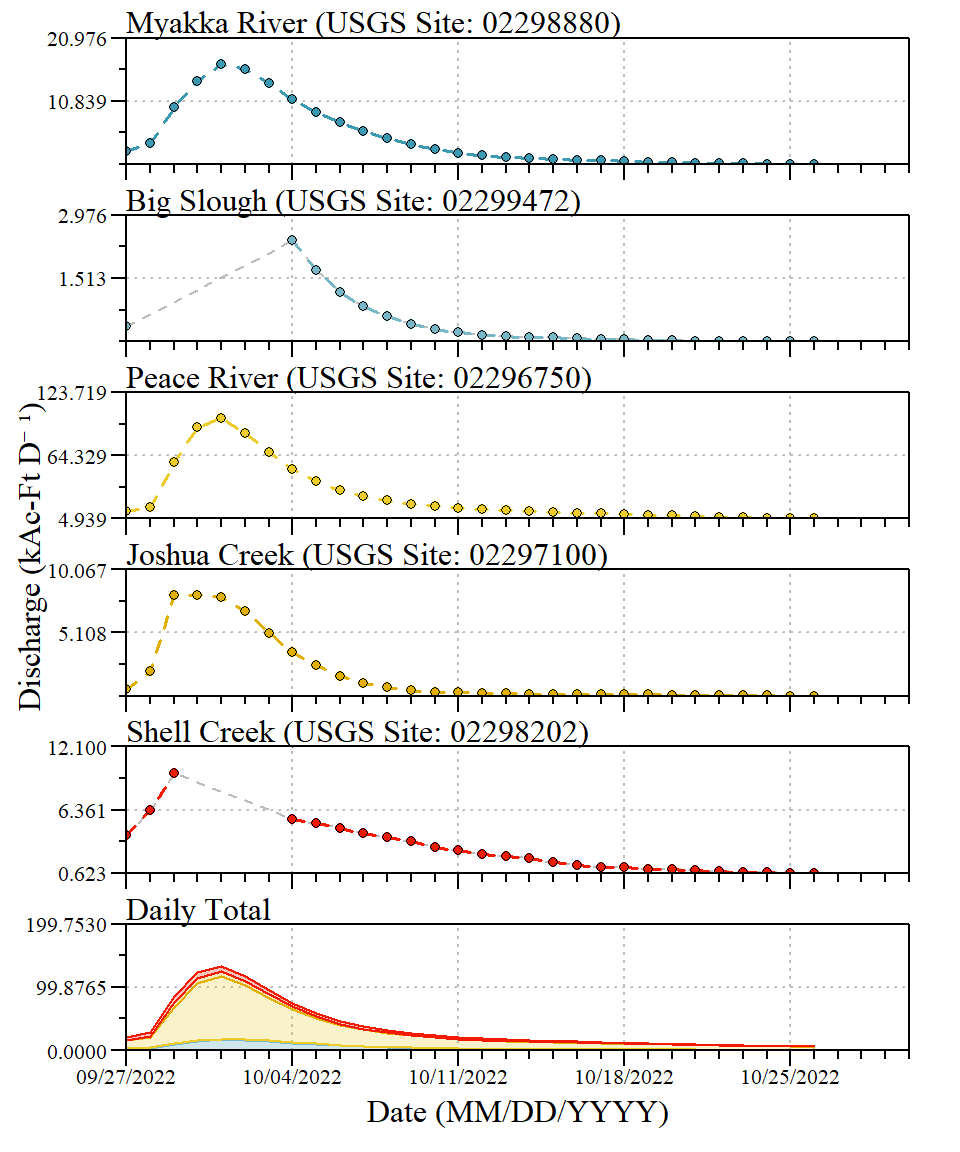 Myakka River (USGS Site: 02298880)
20.976
10.839
Big Slough (USGS Site: 02299472)
2.976
1.513
Peace River (USGS Site: 02296750)
123.719
64.329
4.939
Discharge (kAc-Ft D⁻¹)
Joshua Creek (USGS Site: 02297100)
10.067
5.108
Shell Creek (USGS Site: 02298202)
12.100
6.361
0.623
Daily Total
199.7530
99.8765
0.0000
09/27/2022 10/04/2022 10/11/2022 10/18/2022 10/25/2022
Date (MM/DD/YYYY)